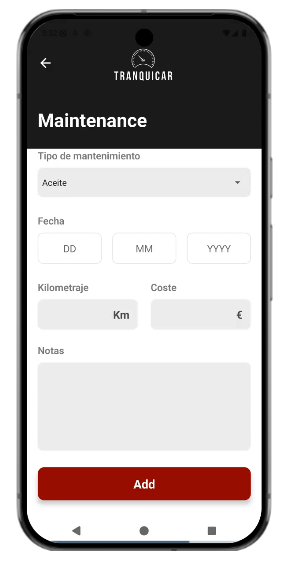 TRANQUICAR
Maintenance
Tipo de mantenimiento
Aceite
Fecha
DD MM YYYY
Kilometraje Coste
Km €
Notas
Add